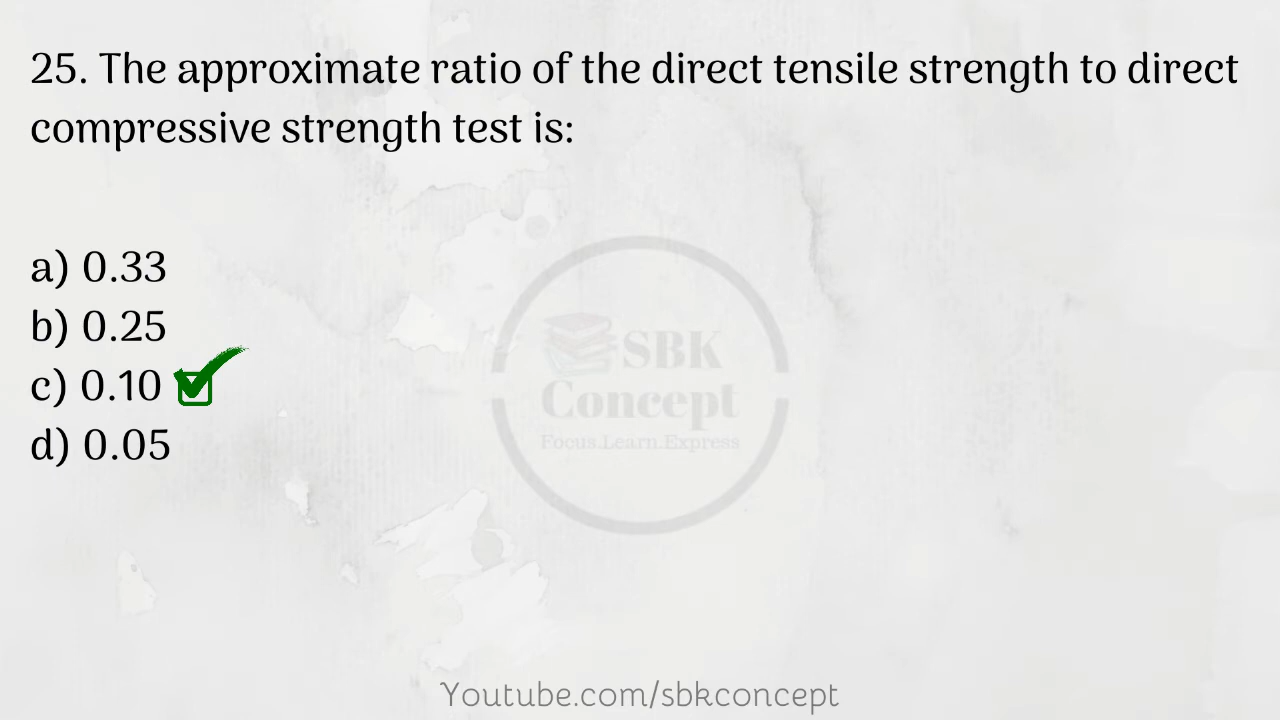 25. The approximate ratio of the direct tensile strength to direct
compressive strength test is:
a) 0.33
b) 0.25
c) 0.10
d) 0.05
SBK
Concept
Focus.Learn.Express
Youtube.com/sbkconcept